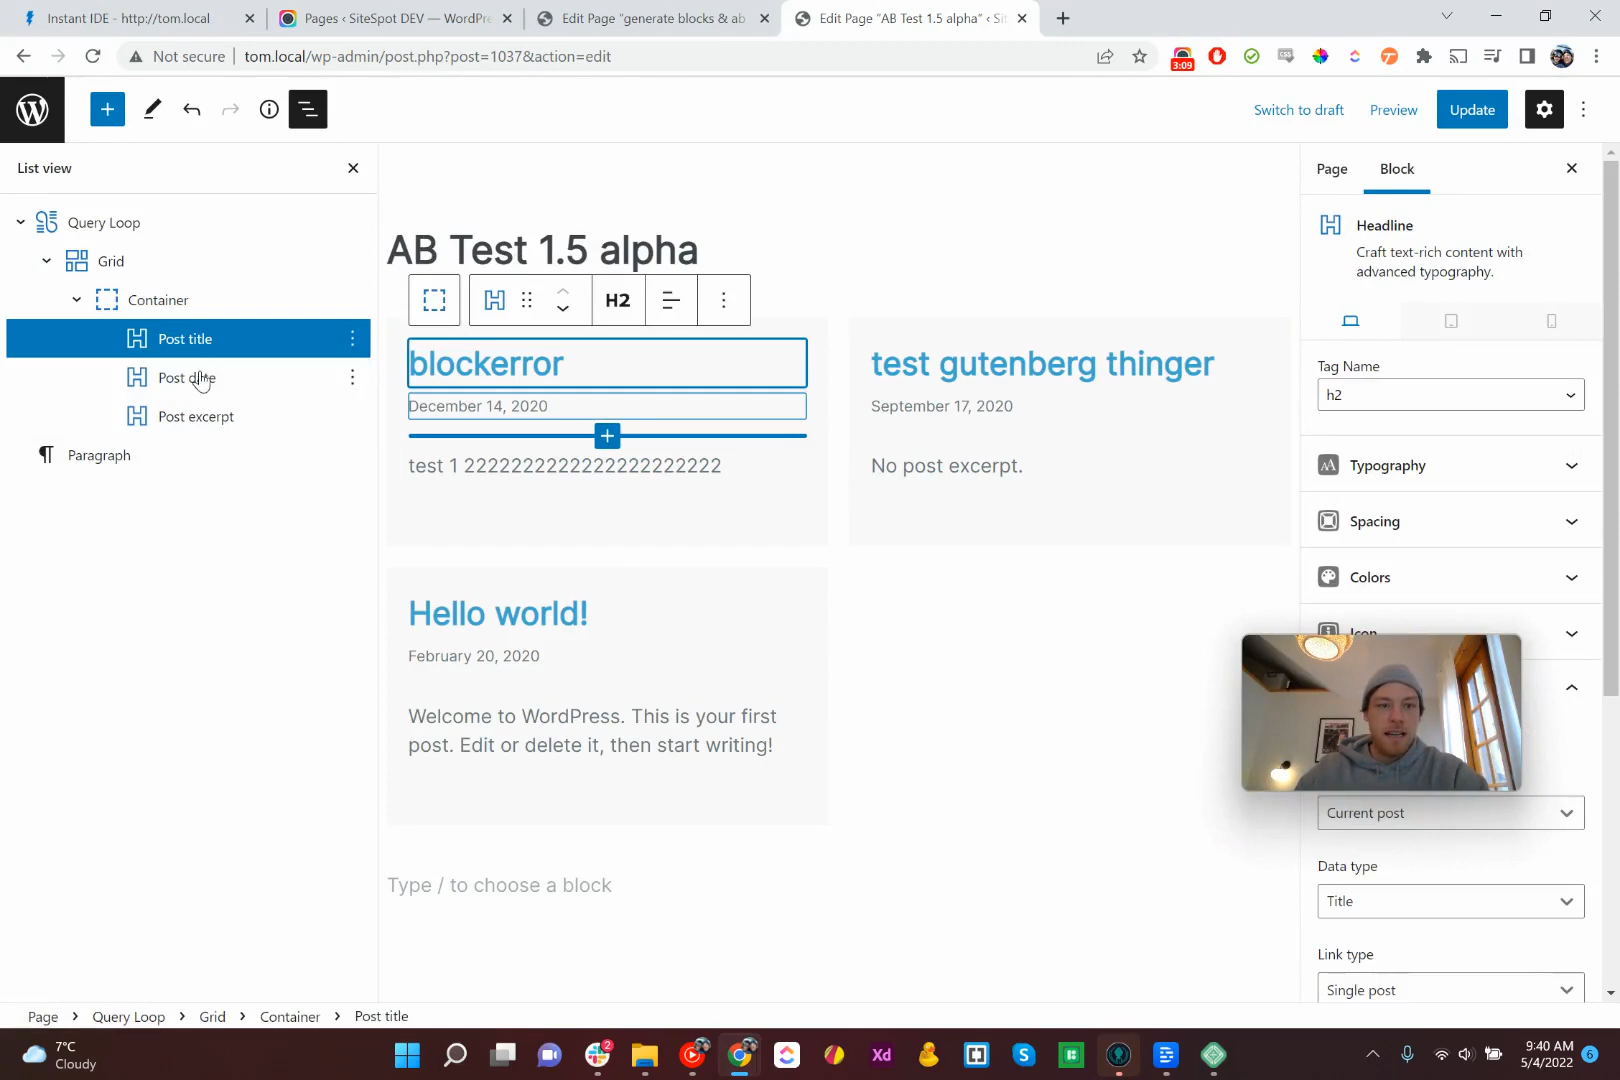 Instant IDE - http://tom.local
Pages ‹ SiteSpot DEV — WordPre
Edit Page "generate blocks & ab
Edit Page "AB Test 1.5 alpha" ‹ Sit
Not secure
tom.local/wp-admin/post.php?post=1037&action=edit
3:09
Switch to draft
Preview
Update
List view
Page
Block
Query Loop
Grid
Container
Post title
Post date
Post excerpt
Paragraph
AB Test 1.5 alpha
H2
blockerror
December 14, 2020
test 1 2222222222222222222222
test gutenberg thinger
September 17, 2020
No post excerpt.
Hello world!
February 20, 2020
Welcome to WordPress. This is your first
post. Edit or delete it, then start writing!
Type / to choose a block
Headline
Craft text-rich content with
advanced typography.
Tag Name
h2
Typography
Spacing
Colors
Icon
Current post
Data type
Title
Link type
Single post
Page
Query Loop
Grid
Container
Post title
7°C
Cloudy
2
Xd
9:40 AM
5/4/2022
6